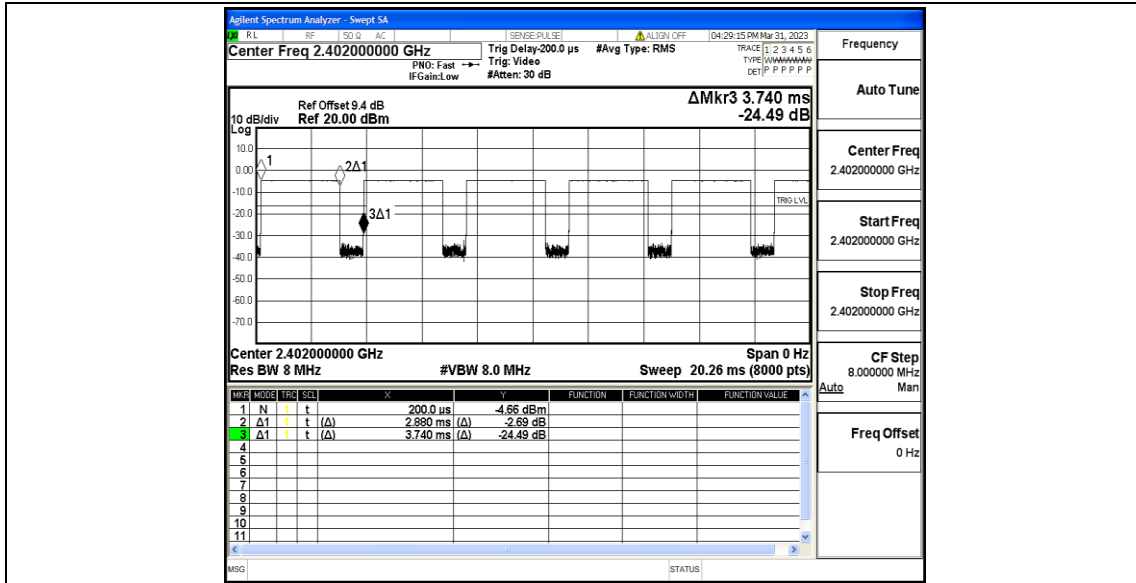 Agilent Spectrum Analyzer - Swept SA
RL RF 50 Ω AC SENSE:PULSE ALIGN OFF 04:29:15 PM Mar 31, 2023
Center Freq 2.402000000 GHz
PNO: Fast
IFGain:Low
Trig Delay-200.0 µs
Trig: Video
#Atten: 30 dB
#Avg Type: RMS
TRACE 1 2 3 4 5 6
TYPE
DET P P P P P P
ΔMkr3 3.740 ms
-24.49 dB
Ref Offset 9.4 dB
10 dB/div Ref 20.00 dBm
Log
10.0
0.00
-10.0
-20.0
-30.0
-40.0
-50.0
-60.0
-70.0
1
2Δ1
3Δ1
TRIG LVL
Center 2.402000000 GHz Span 0 Hz
Res BW 8 MHz #VBW 8.0 MHz Sweep 20.26 ms (8000 pts)
MKR MODE TRC SCL X Y FUNCTION FUNCTION WIDTH FUNCTION VALUE
1 N 1 t 200.0 µs -4.66 dBm
2 Δ1 1 t (Δ) 2.880 ms (Δ) -2.69 dB
3 Δ1 1 t (Δ) 3.740 ms (Δ) -24.49 dB
4
5
6
7
8
9
10
11
MSG STATUS
Frequency
Auto Tune
Center Freq
2.402000000 GHz
Start Freq
2.402000000 GHz
Stop Freq
2.402000000 GHz
CF Step
8.000000 MHz
Auto Man
Freq Offset
0 Hz